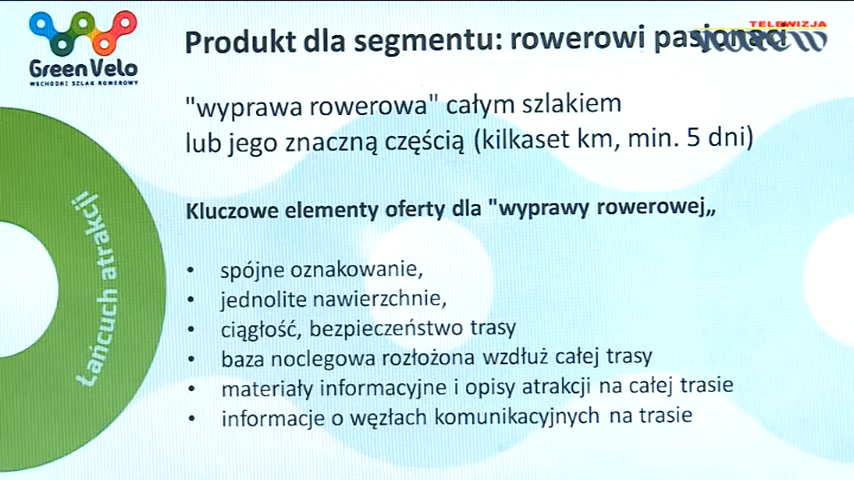 GreenVelo
WSCHODNI SZLAK ROWEROWY
TELEWIZJA
Produkt dla segmentu: rowerowi pasjonaci
"wyprawa rowerowa" całym szlakiem
lub jego znaczną częścią (kilkaset km, min. 5 dni)
Kluczowe elementy oferty dla "wyprawy rowerowej„
Łańcuch atrakcji
• spójne oznakowanie,
• jednolite nawierzchnie,
• ciągłość, bezpieczeństwo trasy
• baza noclegowa rozłożona wzdłuż całej trasy
• materiały informacyjne i opisy atrakcji na całej trasie
• informacje o węzłach komunikacyjnych na trasie